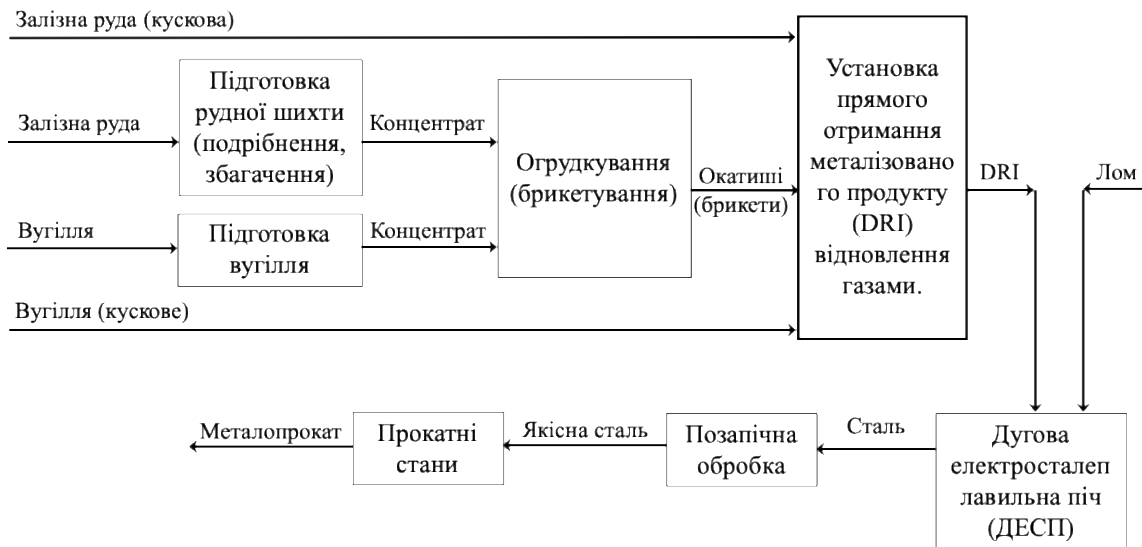 Залізна руда (кускова)
Підготовка
рудної шихти
(подрібнення,
збагачення)
Залізна руда
Концентрат
Огрудкування
(брикетування)
Вугілля
Підготовка
вугілля
Концентрат
Окатиші
(брикети)
Вугілля (кускове)
Установка
прямого
отримання
металізовано
го продукту
(DRI)
відновлення
газами.
DRI
Лом
Дугова
електросталеп
лавильна піч
(ДЕСП)
Сталь
Позапічна
обробка
Якісна сталь
Прокатні
стани
Металопрокат